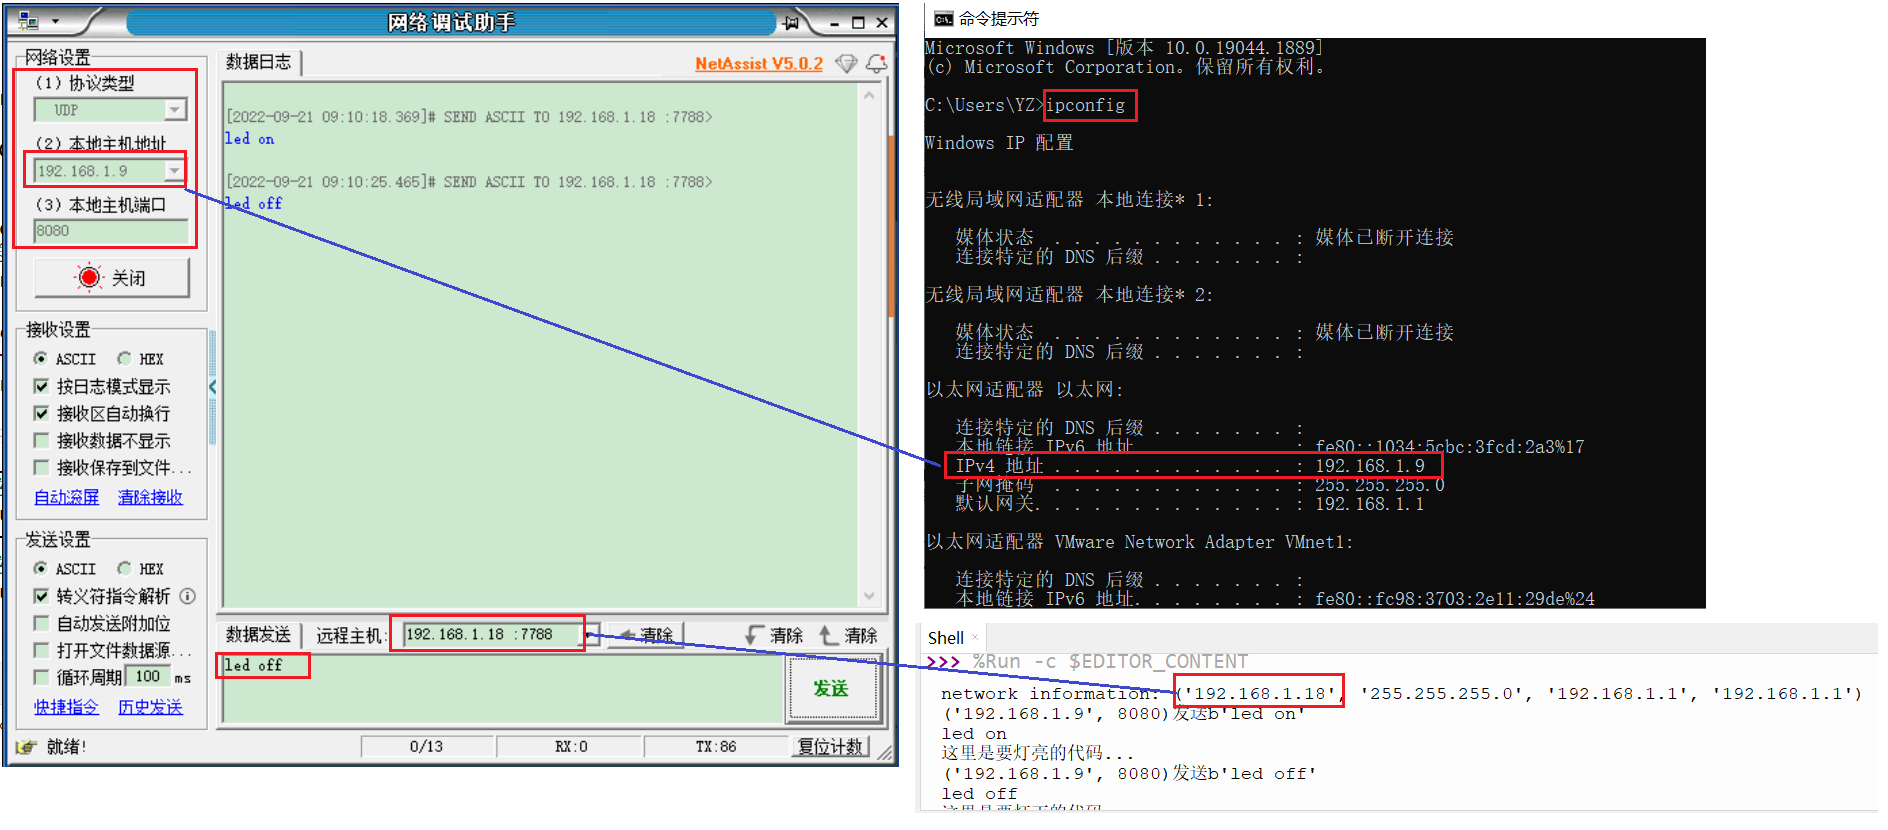 网络调试助手
网络设置
(1) 协议类型
UDP
(2) 本地主机地址
192.168.1.9
(3) 本地主机端口
8080
关闭
接收设置
ASCII HEX
按日志模式显示
接收区自动换行
接收数据不显示
接收保存到文件...
自动滚屏 清除接收
发送设置
ASCII HEX
转义符指令解析
自动发送附加位
打开文件数据源...
循环周期 100 ms
快捷指令 历史发送
就绪!
数据日志
NetAssist V5.0.2
[2022-09-21 09:10:18.369]# SEND ASCII TO 192.168.1.18 :7788>
led on
[2022-09-21 09:10:25.465]# SEND ASCII TO 192.168.1.18 :7788>
led off
数据发送 远程主机: 192.168.1.18 :7788 清除 清除 清除
led off
发送
0/13 RX:0 TX:86 复位计数
命令提示符
Microsoft Windows [版本 10.0.19044.1889]
(c) Microsoft Corporation。保留所有权利。
C:\Users\YZ>ipconfig
Windows IP 配置
无线局域网适配器 本地连接* 1:
媒体状态 . . . . . . . . . . . . : 媒体已断开连接
连接特定的 DNS 后缀 . . . . . . . :
无线局域网适配器 本地连接* 2:
媒体状态 . . . . . . . . . . . . : 媒体已断开连接
连接特定的 DNS 后缀 . . . . . . . :
以太网适配器 以太网:
连接特定的 DNS 后缀 . . . . . . . :
本地链接 IPv6 地址. . . . . . . . : fe80::1034:5cbc:3fcd:2a3%17
IPv4 地址 . . . . . . . . . . . . : 192.168.1.9
子网掩码 . . . . . . . . . . . . : 255.255.255.0
默认网关. . . . . . . . . . . . . : 192.168.1.1
以太网适配器 VMware Network Adapter VMnet1:
连接特定的 DNS 后缀 . . . . . . . :
本地链接 IPv6 地址. . . . . . . . : fe80::fc98:3703:2e11:29de%24
Shell
>>> %Run -c $EDITOR_CONTENT
network information: ('192.168.1.18', '255.255.255.0', '192.168.1.1', '192.168.1.1')
('192.168.1.9', 8080)发送b'led on'
led on
这里是要灯亮的代码...
('192.168.1.9', 8080)发送b'led off'
led off